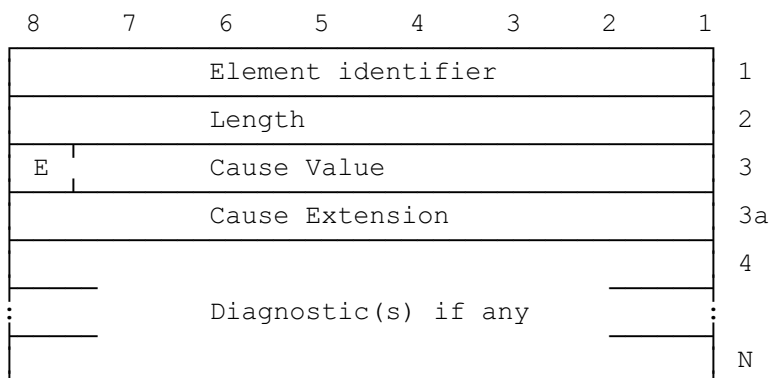 8 7 6 5 4 3 2 1
Element identifier 1
Length 2
E Cause Value 3
Cause Extension 3a
4
: Diagnostic(s) if any :
N